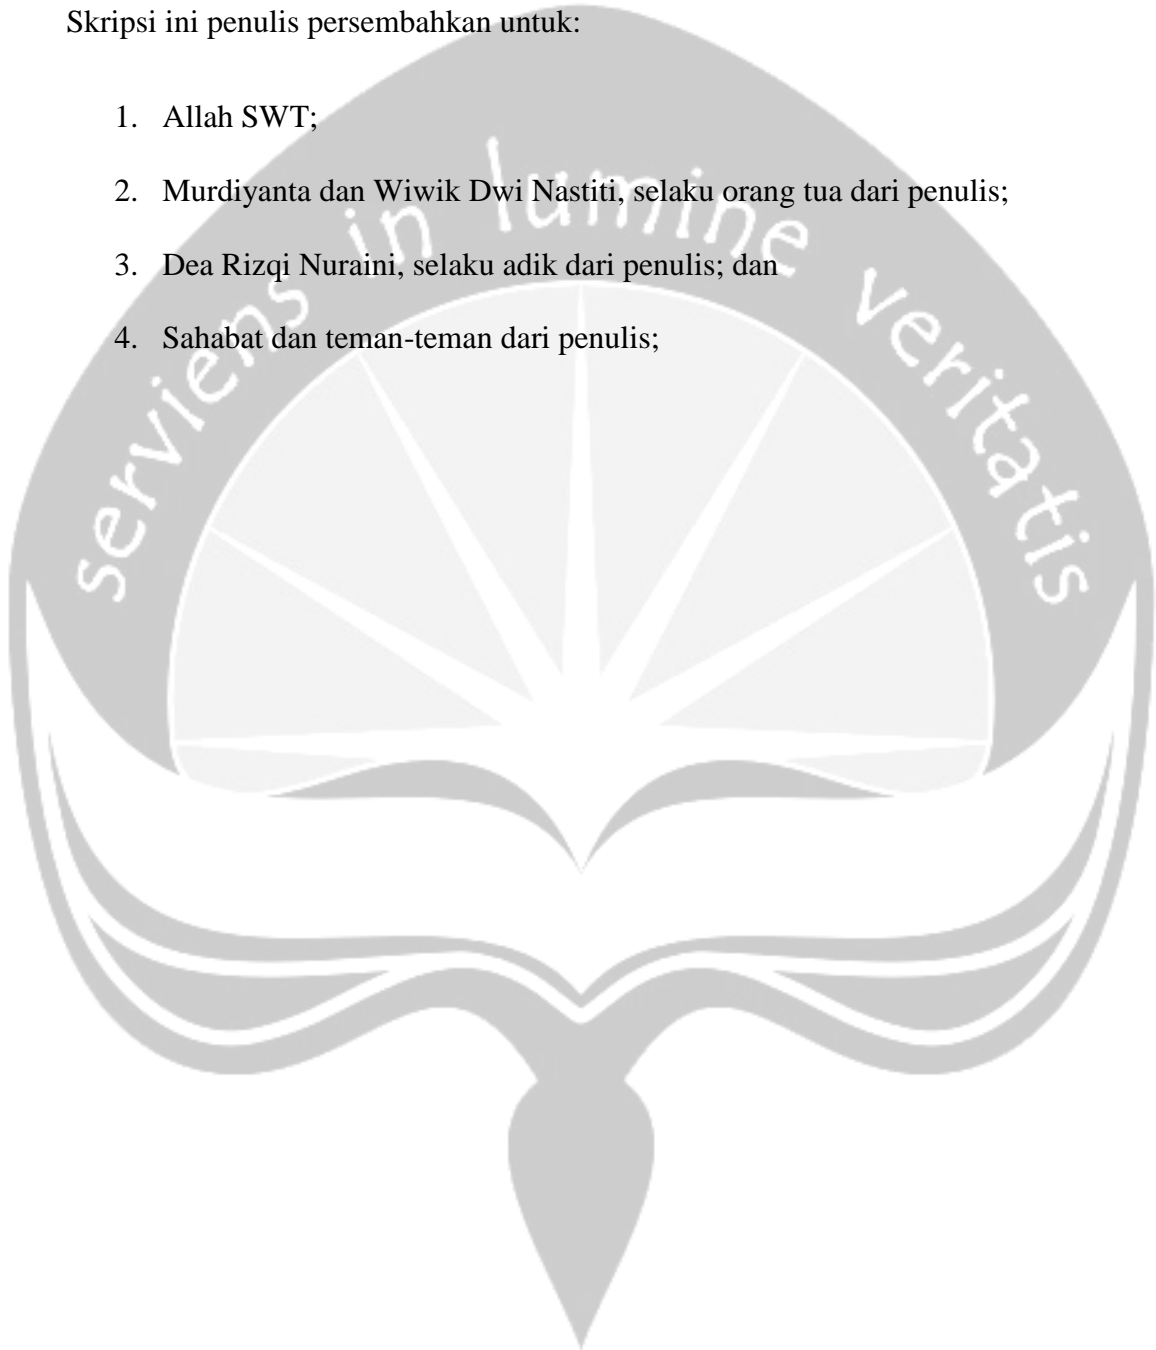 Skripsi ini penulis persembahkan untuk:
1. Allah SWT;
2. Murdiyanta dan Wiwik Dwi Nastiti, selaku orang tua dari penulis;
3. Dea Rizqi Nuraini, selaku adik dari penulis; dan
4. Sahabat dan teman-teman dari penulis;
serviens in lumine veritatis